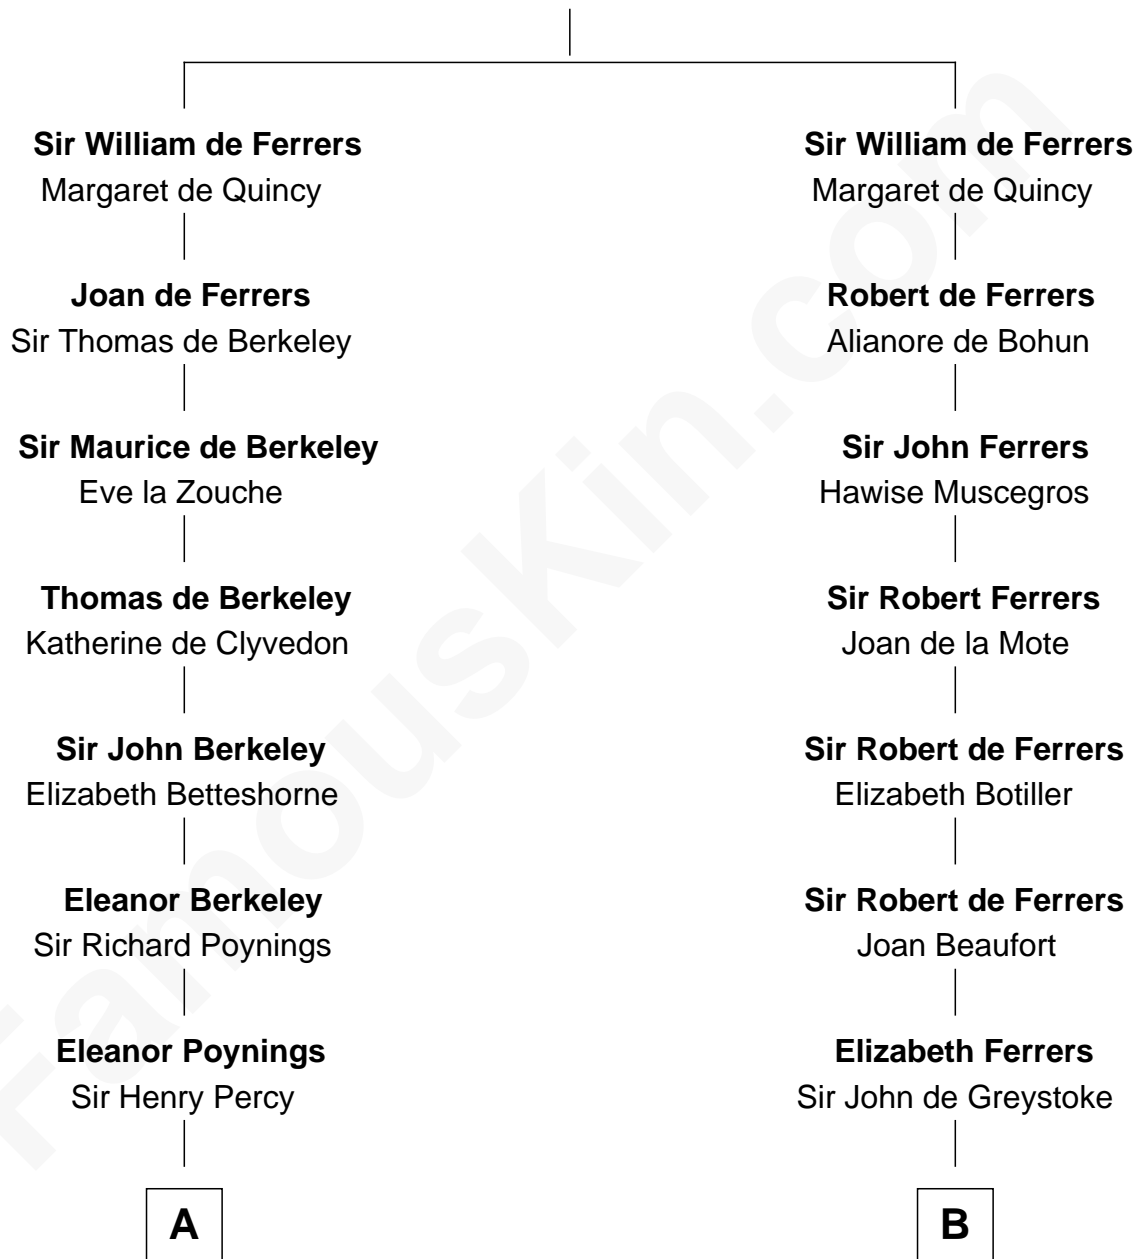 Sir William de Ferrers
Margaret de Quincy
Joan de Ferrers
Sir Thomas de Berkeley
Sir Maurice de Berkeley
Eve la Zouche
Thomas de Berkeley
Katherine de Clyvedon
Sir John Berkeley
Elizabeth Betteshorne
Eleanor Berkeley
Sir Richard Poynings
Eleanor Poynings
Sir Henry Percy
A
Sir William de Ferrers
Margaret de Quincy
Robert de Ferrers
Alianore de Bohun
Sir John Ferrers
Hawise Muscegros
Sir Robert Ferrers
Joan de la Mote
Sir Robert de Ferrers
Elizabeth Botiller
Sir Robert de Ferrers
Joan Beaufort
Elizabeth Ferrers
Sir John de Greystoke
B
FamousKin.com